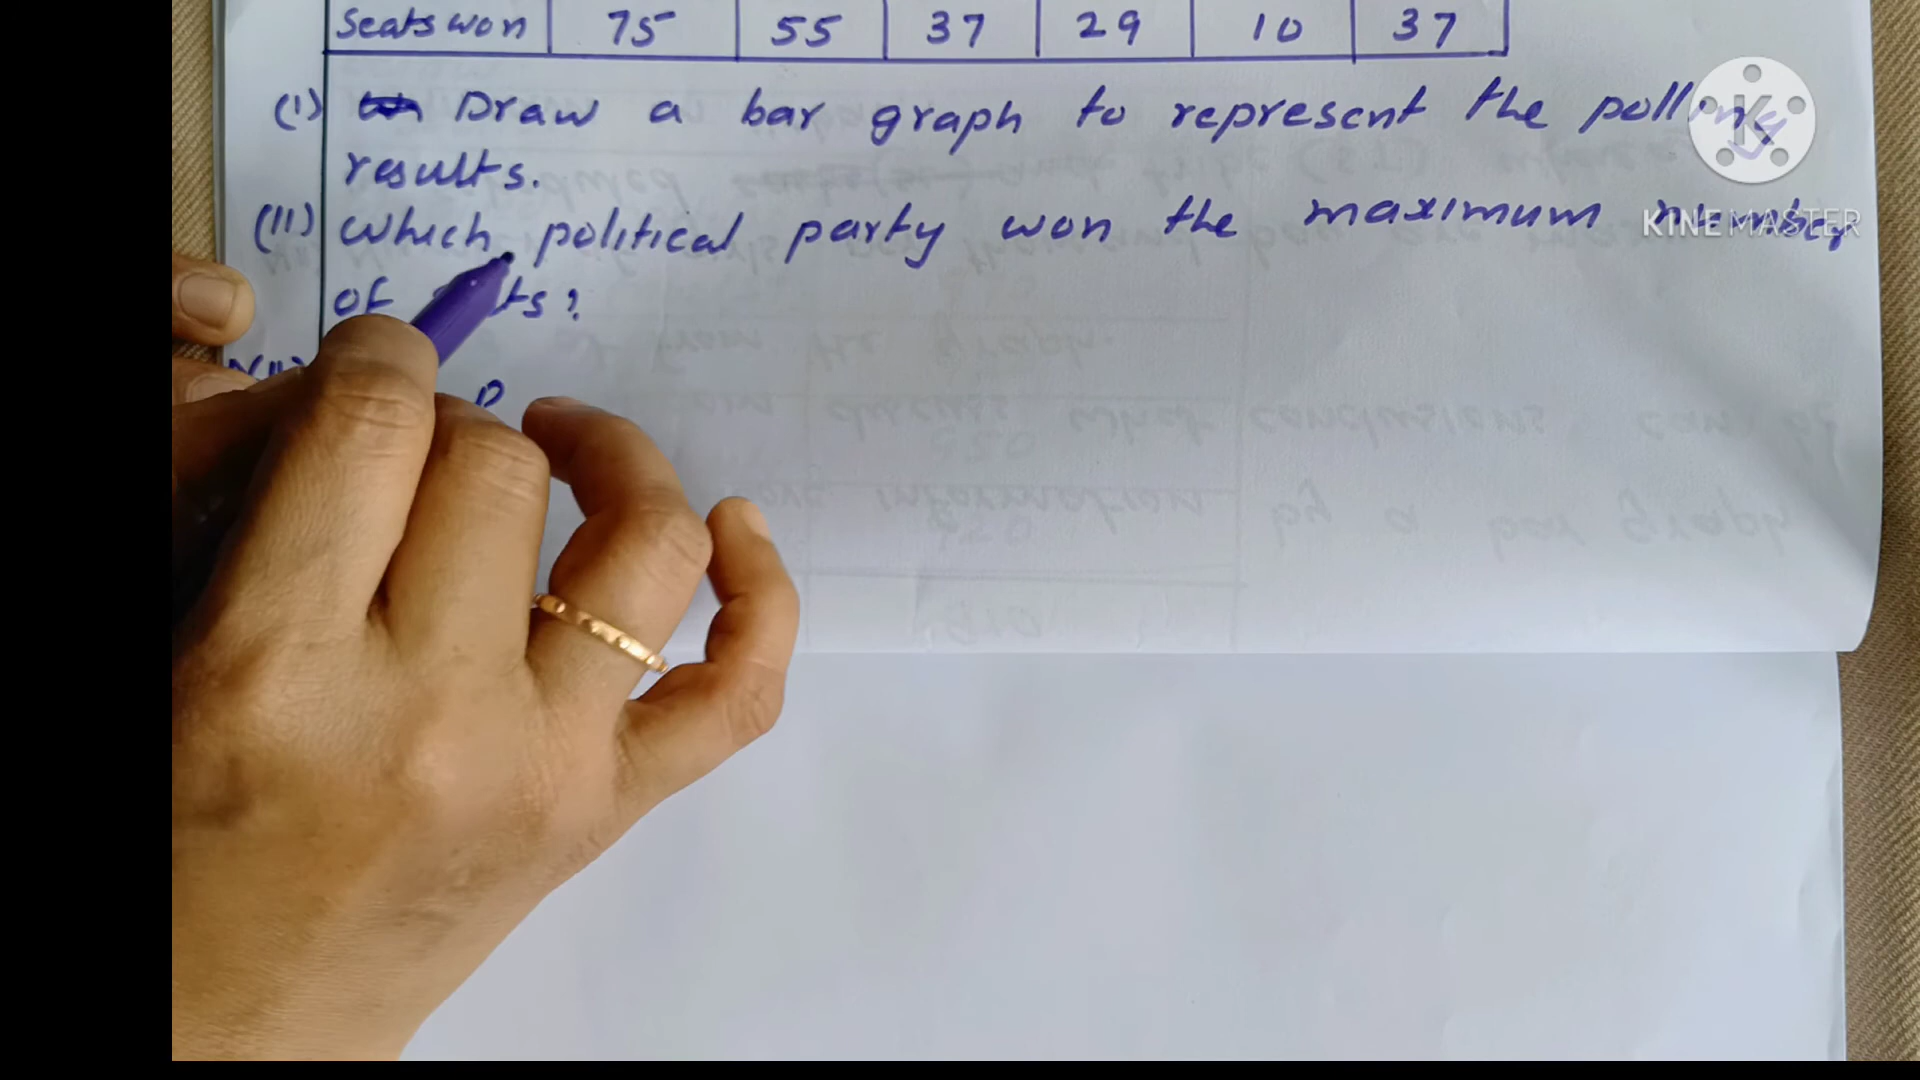 Seats won 75 55 37 29 10 37
(I) Draw a bar graph to represent the polling
results.
(II) Which political party won the maximum number
of seats?
KINEMASTER